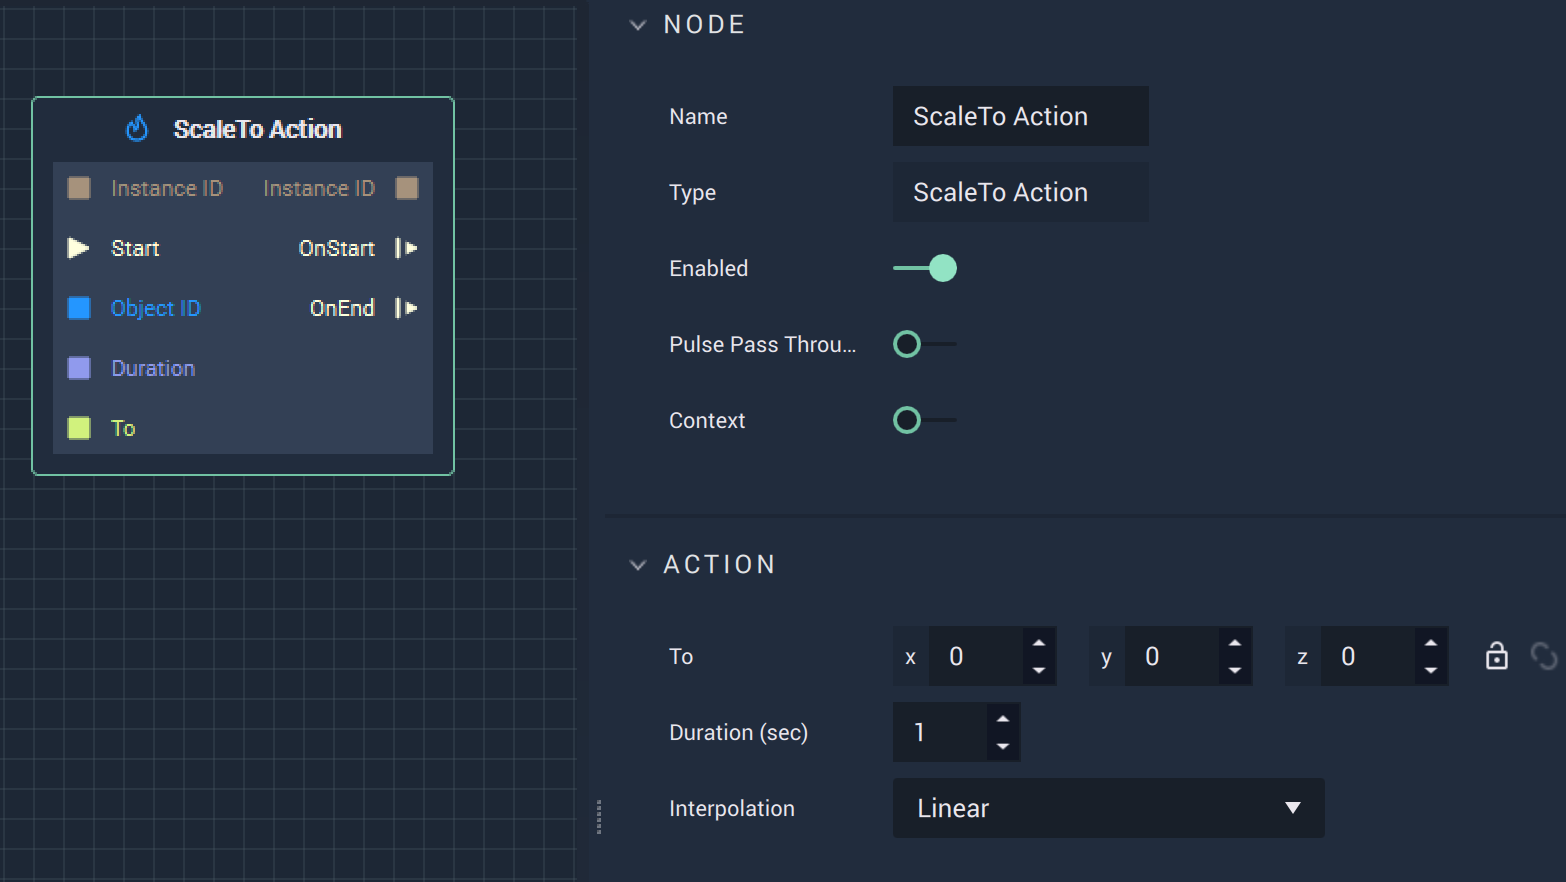 ScaleTo Action
Instance ID Instance ID
Start OnStart
Object ID OnEnd
Duration
To
NODE
Name ScaleTo Action
Type ScaleTo Action
Enabled
Pulse Pass Throu...
Context
ACTION
To x 0 y 0 z 0
Duration (sec) 1
Interpolation Linear